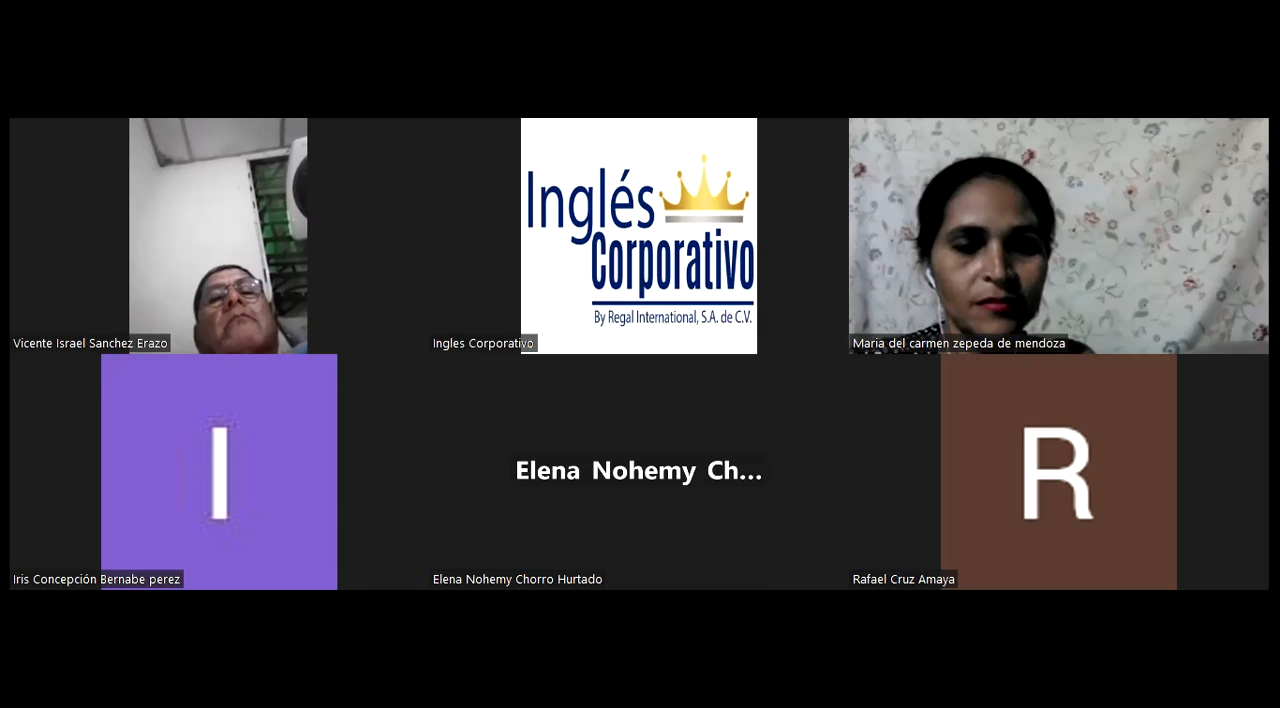 Inglés
Corporativo
By Regal International, S.A. de C.V.
Vicente Israel Sanchez Erazo
Ingles Corporativo
Maria del carmen zepeda de mendoza
I
Elena Nohemy Ch...
R
Iris Concepción Bernabe perez
Elena Nohemy Chorro Hurtado
Rafael Cruz Amaya